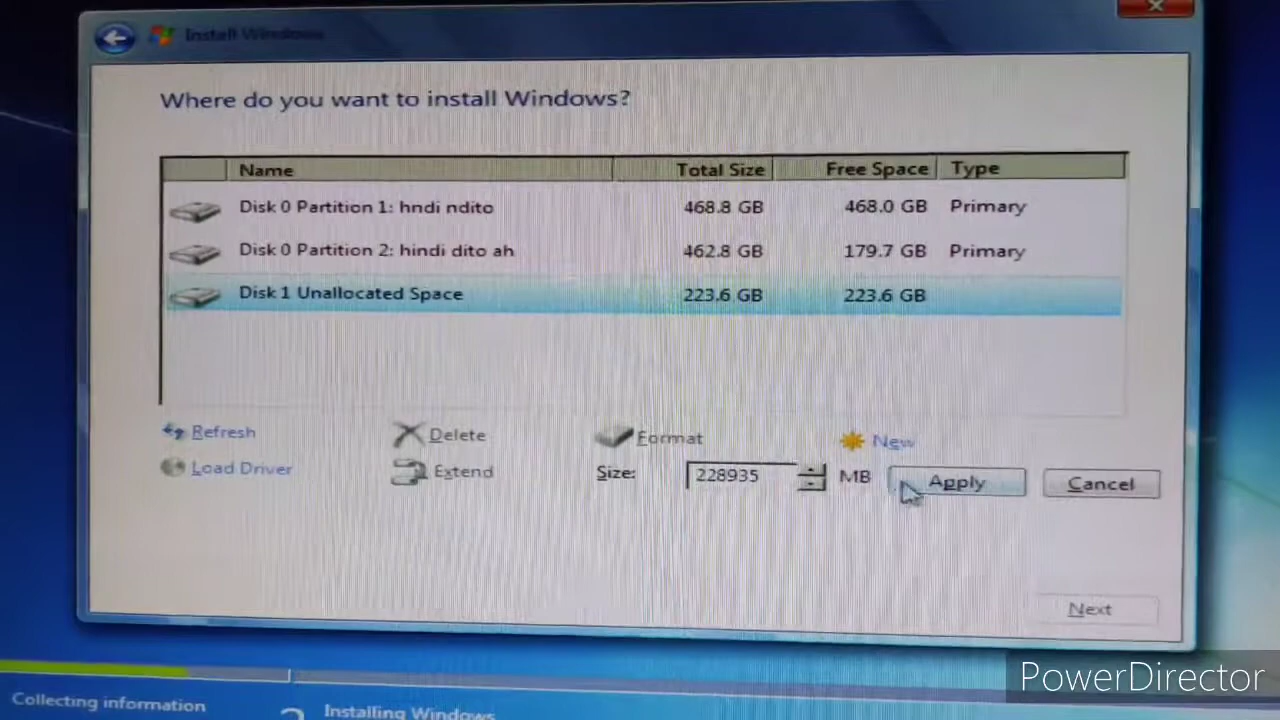 Install Windows
Where do you want to install Windows?
Name Total Size Free Space Type
Disk 0 Partition 1: hndi ndito 468.8 GB 468.0 GB Primary
Disk 0 Partition 2: hindi dito ah 462.8 GB 179.7 GB Primary
Disk 1 Unallocated Space 223.6 GB 223.6 GB
Refresh Delete Format New
Load Driver Extend Size: 228935 MB Apply Cancel
Next
PowerDirector
Collecting information 2 Installing Windows